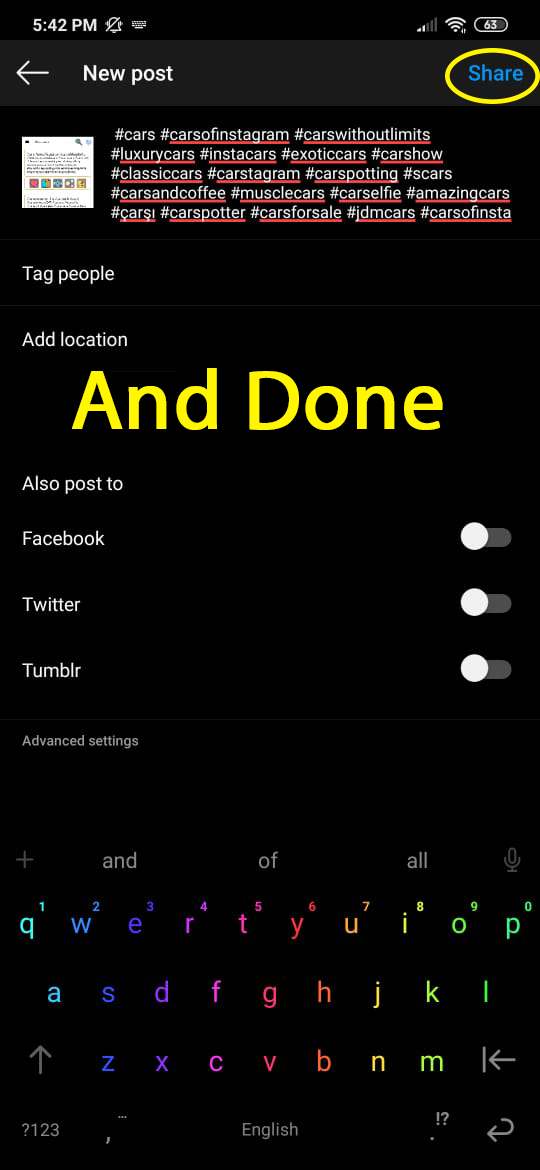 5:42 PM 63
New post Share
#cars #carsofinstagram #carswithoutlimits
#luxurycars #instacars #exoticcars #carshow
#classiccars #carstagram #carspotting #scars
#carsandcoffee #musclecars #carselfie #amazingcars
#çarşı #carspotter #carsforsale #jdmcars #carsofinsta
Tag people
Add location
And Done
Also post to
Facebook
Twitter
Tumblr
Advanced settings
+ and of all
1 2 3 4 5 6 7 8 9 0
q w e r t y u i o p
a s d f g h j k l
z x c v b n m
?123 , ... English . !?